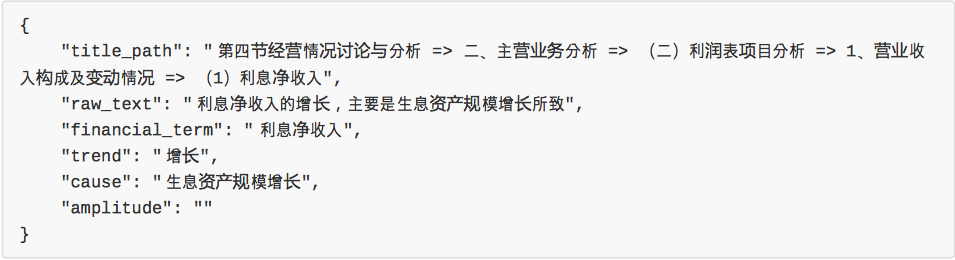 {
"title_path": "第四节经营情况讨论与分析 => 二、主营业务分析 => （二）利润表项目分析 => 1、营业收
入构成及变动情况 => （1）利息净收入",
"raw_text": "利息净收入的增长，主要是生息资产规模增长所致",
"financial_term": "利息净收入",
"trend": "增长",
"cause": "生息资产规模增长",
"amplitude": ""
}